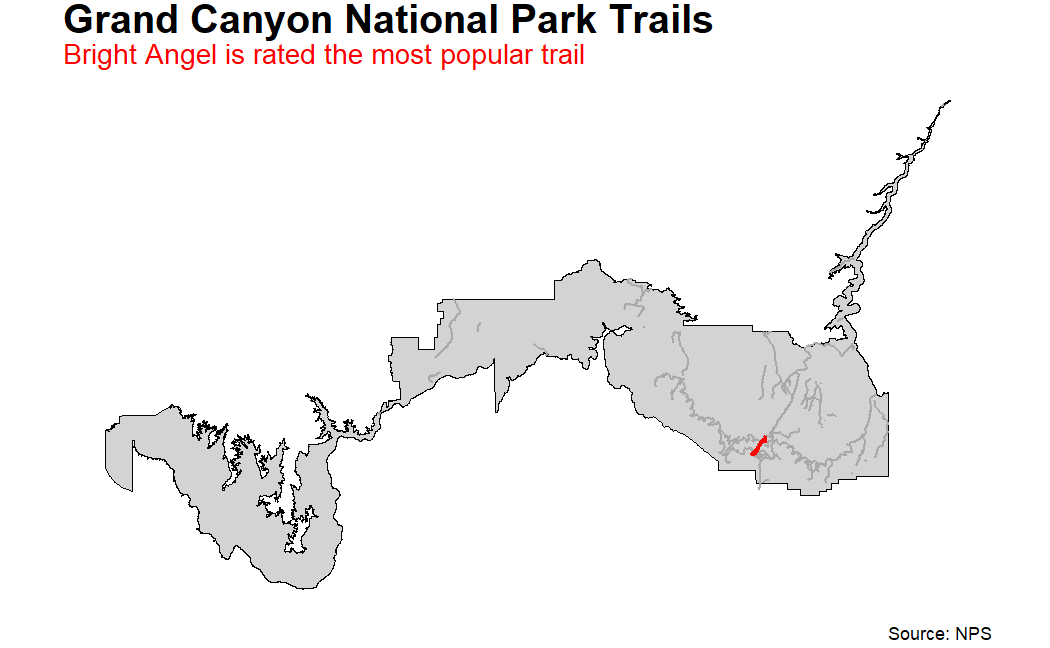 Grand Canyon National Park Trails
Bright Angel is rated the most popular trail
Source: NPS